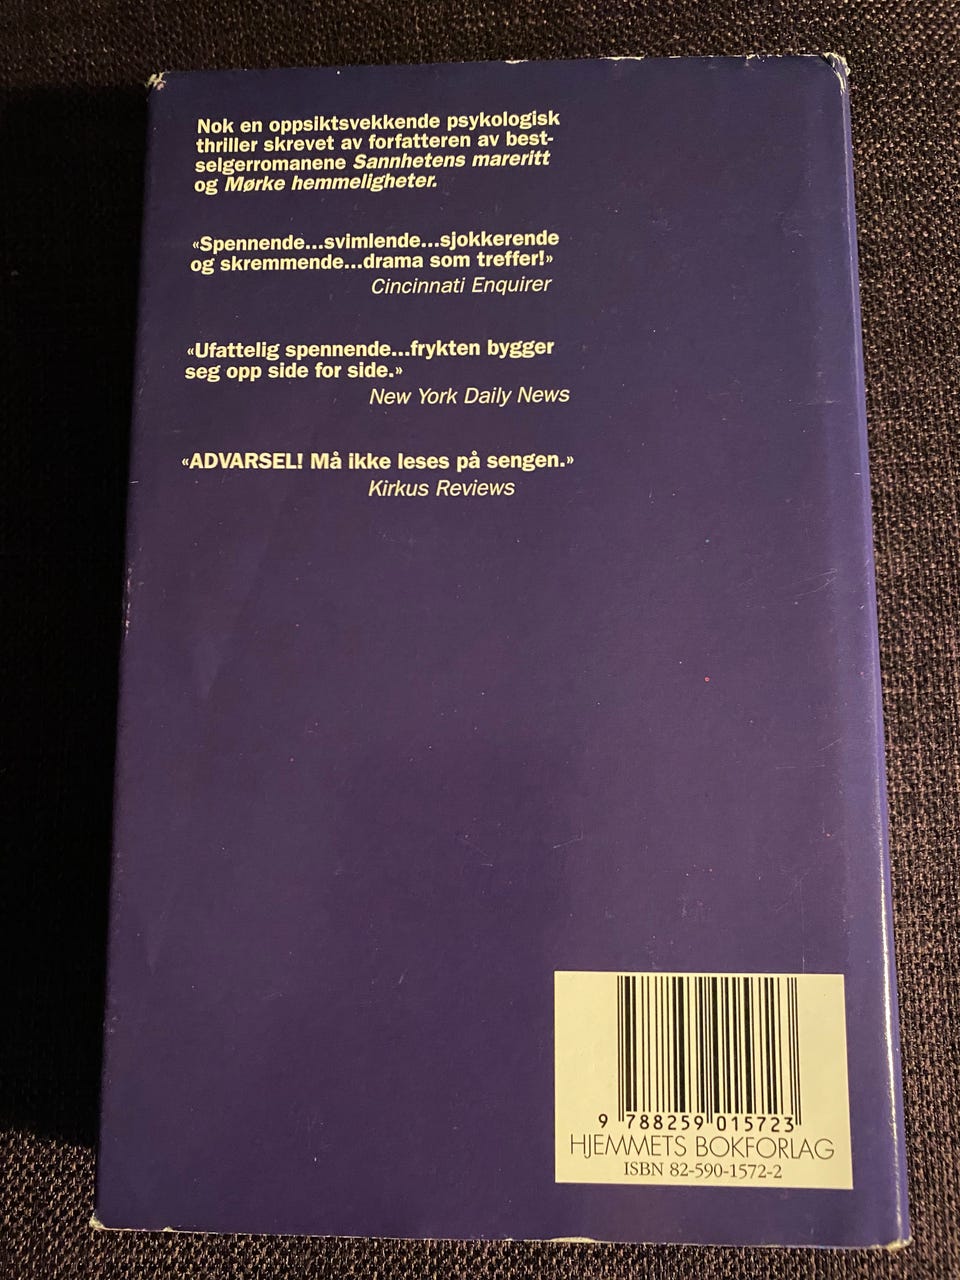 Nok en oppsiktsvekkende psykologisk
thriller skrevet av forfatteren av best-
selgerromanene Sannhetens mareritt
og Mørke hemmeligheter.
«Spennende...svimlende...sjokkerende
og skremmende...drama som treffer!»
Cincinnati Enquirer
«Ufattelig spennende...frykten bygger
seg opp side for side.»
New York Daily News
«ADVARSEL! Må ikke leses på sengen.»
Kirkus Reviews
9 788259 015723
HJEMMETS BOKFORLAG
ISBN 82-590-1572-2